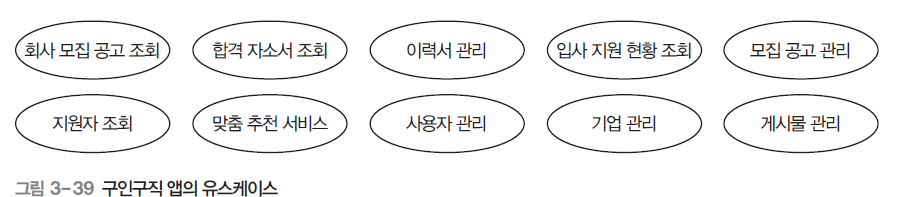 회사 모집 공고 조회 합격 자소서 조회 이력서 관리 입사 지원 현황 조회 모집 공고 관리
지원자 조회 맞춤 추천 서비스 사용자 관리 기업 관리 게시물 관리
그림 3-39 구인구직 앱의 유스케이스